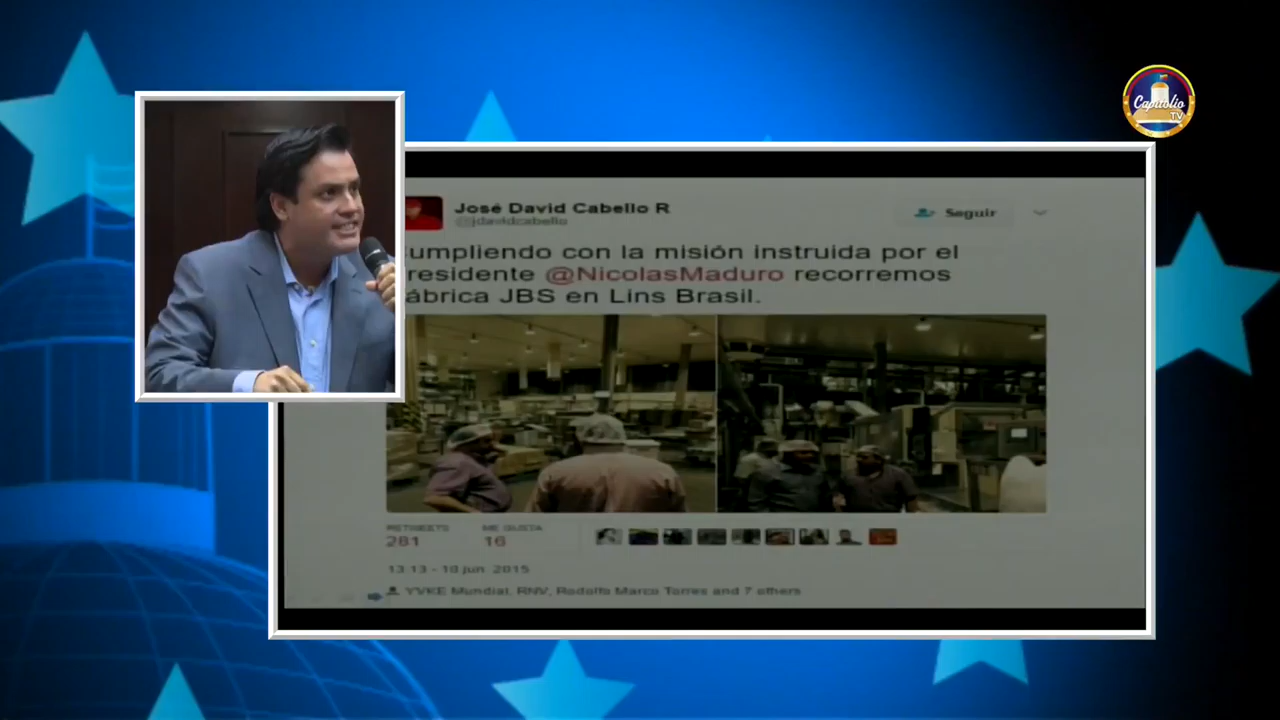 Capitolio
TV
José David Cabello R
@jdavidcabello
Seguir
umpliendo con la misión instruida por el
residente @NicolasMaduro recorremos
ábrica JBS en Lins Brasil.
RETWEETS
ME GUSTA
281
16
13:13 - 10 jun. 2015
YVKE Mundial, RNV, Rodolfo Marco Torres and 7 others